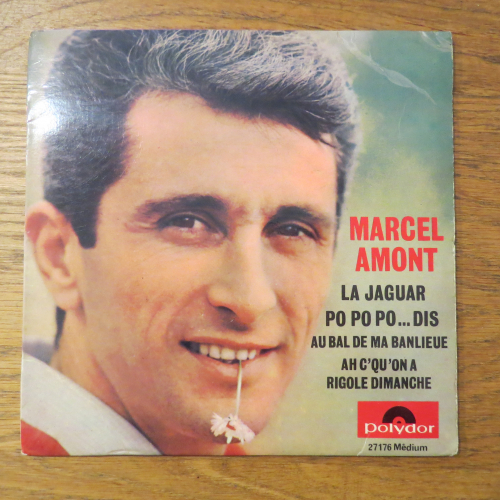 MARCEL
AMONT
LA JAGUAR
PO PO PO...DIS
AU BAL DE MA BANLIEUE
AH C'QU'ON A
RIGOLE DIMANCHE
polydor
27176 Médium